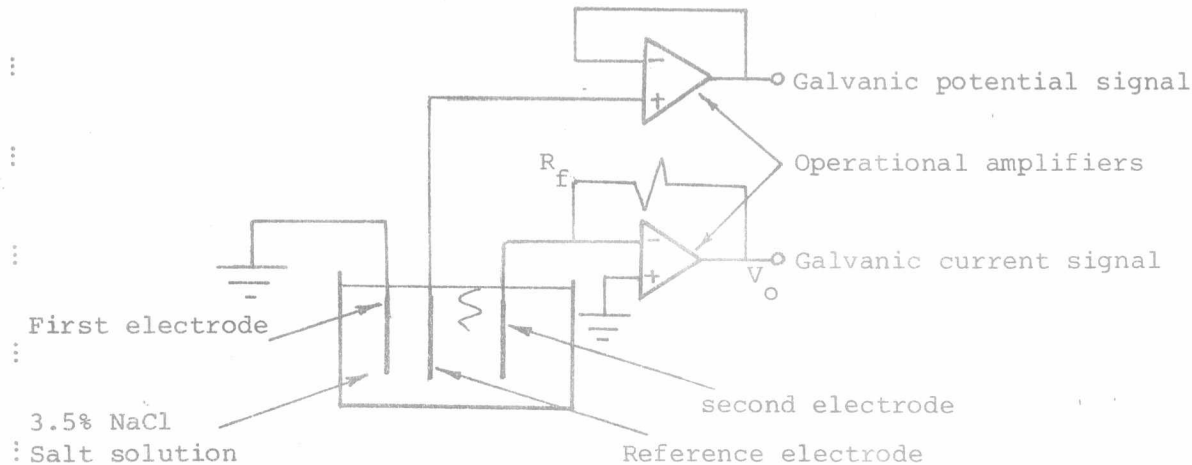 Galvanic potential signal
Operational amplifiers
R
f
-
+
-
+
Galvanic current signal
V
o
First electrode
second electrode
3.5% NaCl
Salt solution
Reference electrode